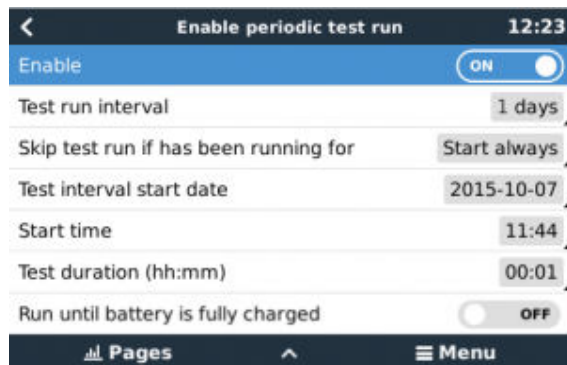 Enable periodic test run 12:23
Enable ON
Test run interval 1 days
Skip test run if has been running for Start always
Test interval start date 2015-10-07
Start time 11:44
Test duration (hh:mm) 00:01
Run until battery is fully charged OFF
Pages Menu